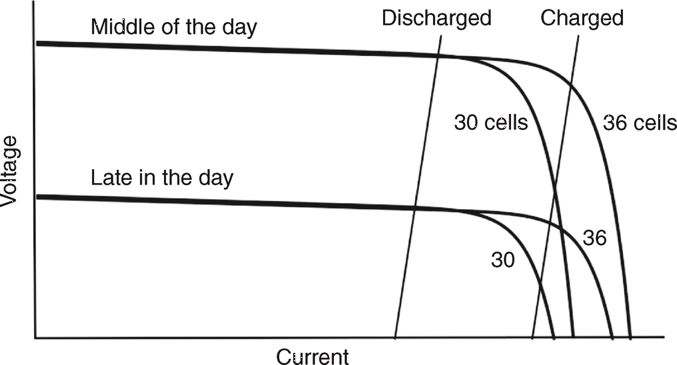 Discharged
Charged
Middle of the day
30 cells
36 cells
Voltage
Late in the day
36
30
Current